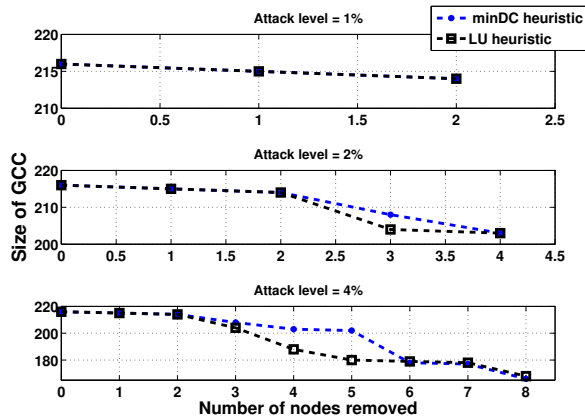 Attack level = 1%
minDC heuristic
LU heuristic
220
215
210
0 0.5 1 1.5 2 2.5
Attack level = 2%
220
210
200
0 0.5 1 1.5 2 2.5 3 3.5 4 4.5
Size of GCC
Attack level = 4%
220
200
180
0 1 2 3 4 5 6 7 8
Number of nodes removed